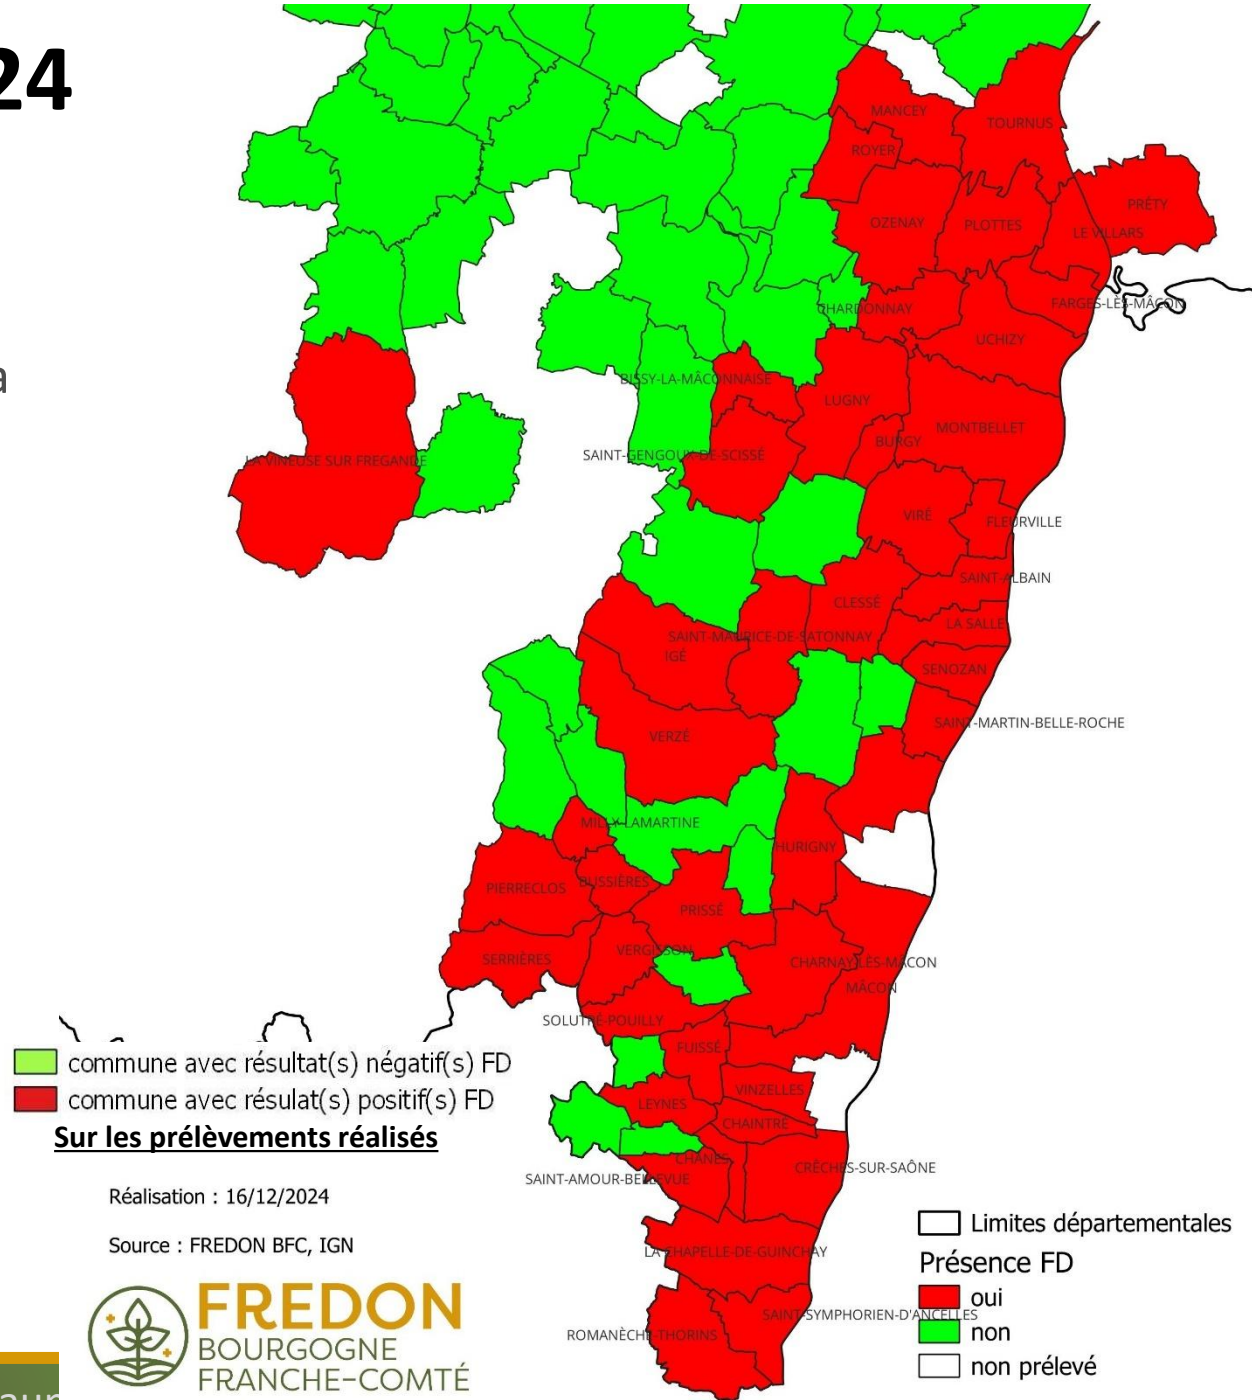 24
a
MANCEY
TOURNUS
ROYER
PRÉTY
OZENAY
PLOTTES
LE VILLARS
FARGES-LÈS-MÂCON
CHARDONNAY
UCHIZY
BISSY-LA-MÂCONNAISE
LUGNY
MONTBELLET
BURGY
SAINT-GENGOUX-DE-SCISSÉ
LA VINEUSE SUR FREGANDE
VIRÉ
FLEURVILLE
SAINT-ALBAIN
CLESSÉ
LA SALLE
SAINT-MAURICE-DE-SATONNAY
IGÉ
SENOZAN
SAINT-MARTIN-BELLE-ROCHE
VERZÉ
MILLY-LAMARTINE
HURIGNY
BUSSIÈRES
PIERRECLOS
PRISSÉ
VERGISSON
SERRIÈRES
CHARNAY-LÈS-MÂCON
MÂCON
SOLUTRÉ-POUILLY
FUISSÉ
VINZELLES
LEYNES
CHAINTRÉ
CHÂNES
CRÊCHES-SUR-SAÔNE
SAINT-AMOUR-BELLEVUE
LA CHAPELLE-DE-GUINCHAY
SAINT-SYMPHORIEN-D'ANCELLES
ROMANÈCHE-THORINS
commune avec résultat(s) négatif(s) FD
commune avec résulat(s) positif(s) FD
Sur les prélèvements réalisés
Réalisation : 16/12/2024
Source : FREDON BFC, IGN
FREDON
BOURGOGNE
FRANCHE-COMTÉ
Limites départementales
Présence FD
oui
non
non prélevé